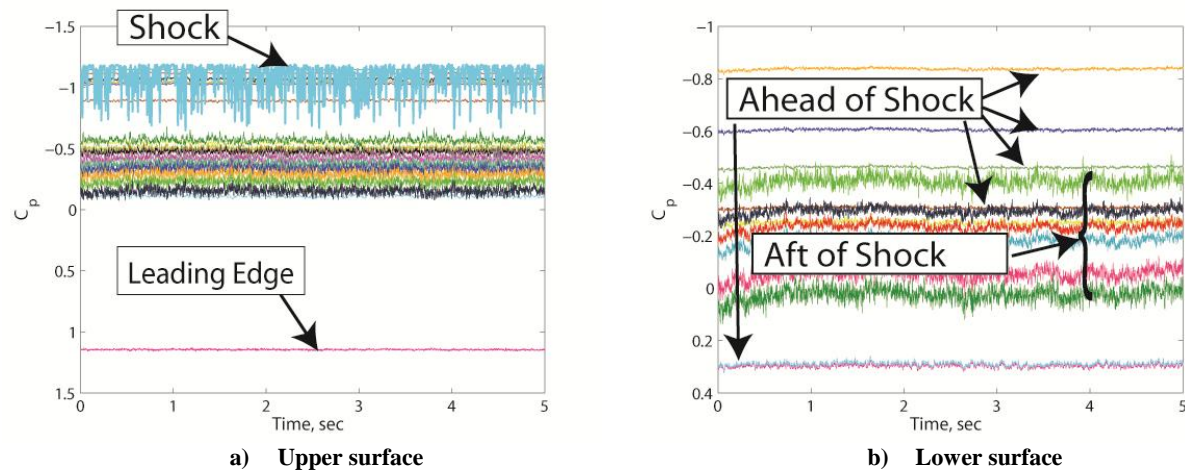 −1.5
Shock
−1
−0.5
C p
0
0.5
Leading Edge
1
1.5
0 1 2 3 4 5
Time, sec
a) Upper surface
−1
−0.8
Ahead of Shock
−0.6
−0.4
C p
−0.2
Aft of Shock
0
0.2
0.4
0 1 2 3 4 5
Time, sec
b) Lower surface